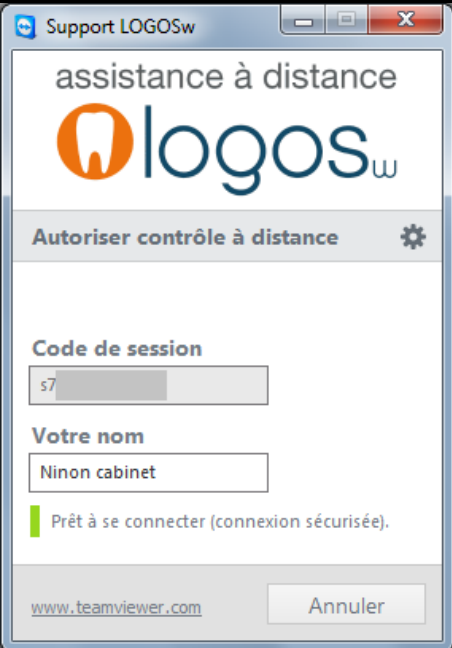 Support LOGOSw
assistance à distance
logosw
Autoriser contrôle à distance
Code de session
s7
Votre nom
Ninon cabinet
Prêt à se connecter (connexion sécurisée).
www.teamviewer.com
Annuler